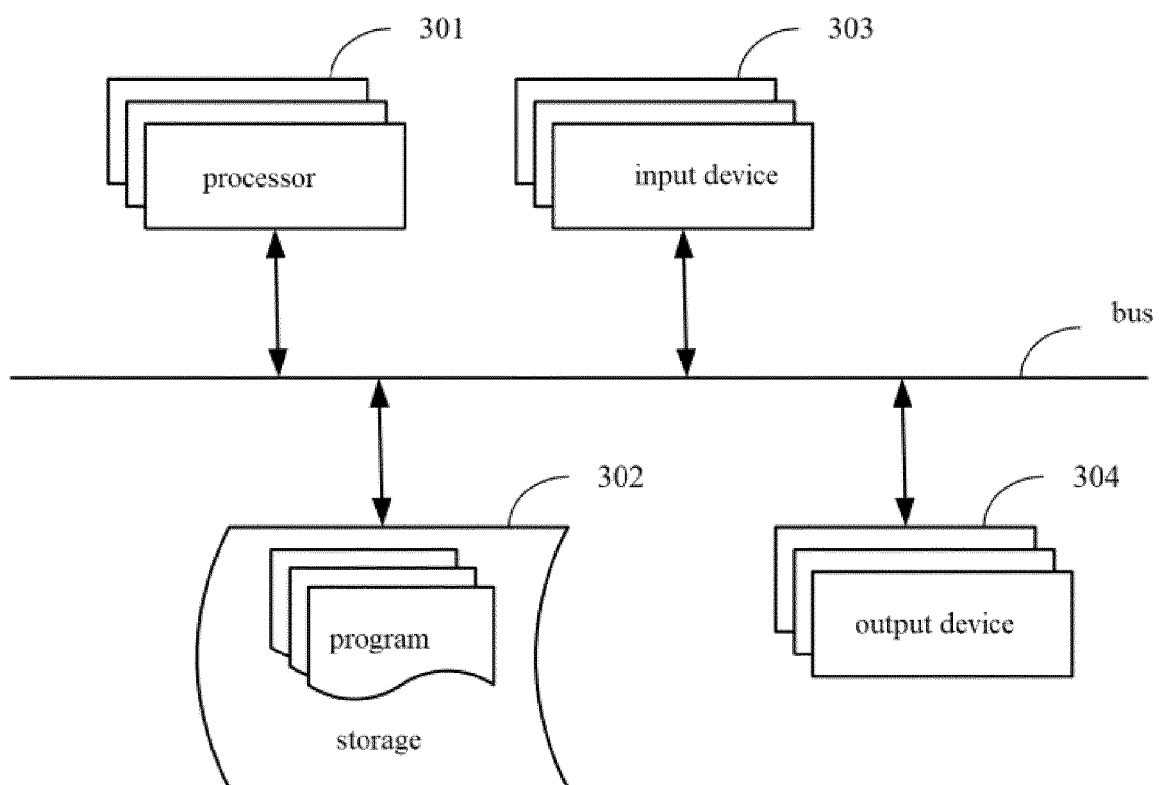 301
303
processor
input device
bus
302
304
program
output device
storage